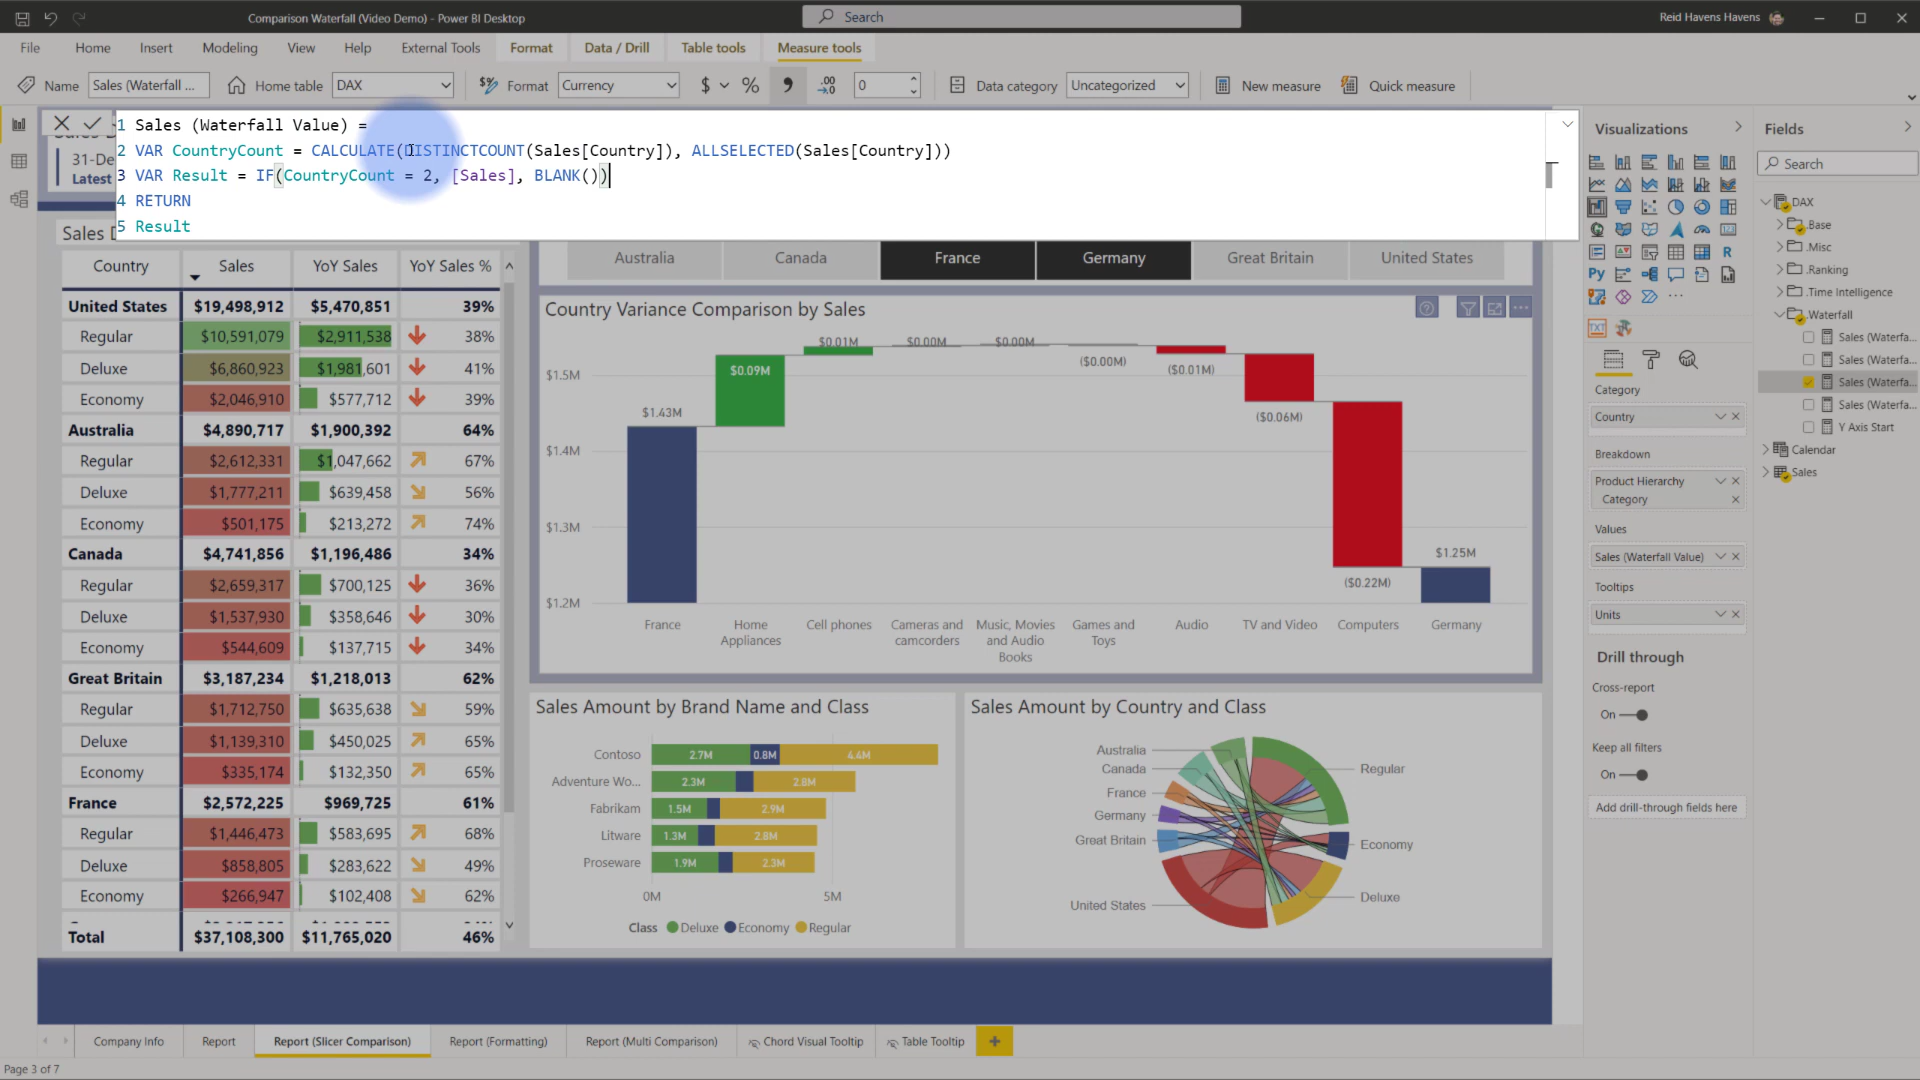 Comparison Waterfall (Video Demo) - Power BI Desktop
Search
Reid Havens Havens
File
Home
Insert
Modeling
View
Help
External Tools
Format
Data / Drill
Table tools
Measure tools
Name
Sales (Waterfall ...
Home table
DAX
Format
Currency
$
%
0
Data category
Uncategorized
New measure
Quick measure
1 Sales (Waterfall Value) =
2 VAR CountryCount = CALCULATE(DISTINCTCOUNT(Sales[Country]), ALLSELECTED(Sales[Country]))
3 VAR Result = IF(CountryCount = 2, [Sales], BLANK())
4 RETURN
5 Result
31-De
Latest
Sales D
Country Sales YoY Sales YoY Sales %
United States $19,498,912 $5,470,851 39%
Regular $10,591,079 $2,911,538 38%
Deluxe $6,860,923 $1,981,601 41%
Economy $2,046,910 $577,712 39%
Australia $4,890,717 $1,900,392 64%
Regular $2,612,331 $1,047,662 67%
Deluxe $1,777,211 $639,458 56%
Economy $501,175 $213,272 74%
Canada $4,741,856 $1,196,486 34%
Regular $2,659,317 $700,125 36%
Deluxe $1,537,930 $358,646 30%
Economy $544,609 $137,715 34%
Great Britain $3,187,234 $1,218,013 62%
Regular $1,712,750 $635,638 59%
Deluxe $1,139,310 $450,025 65%
Economy $335,174 $132,350 65%
France $2,572,225 $969,725 61%
Regular $1,446,473 $583,695 68%
Deluxe $858,805 $283,622 49%
Economy $266,947 $102,408 62%
Total $37,108,300 $11,765,020 46%
Australia
Canada
France
Germany
Great Britain
United States
Country Variance Comparison by Sales
$1.5M
$1.4M
$1.3M
$1.2M
$1.43M
$0.09M
$0.01M
$0.00M
$0.00M
($0.00M)
($0.01M)
($0.06M)
($0.22M)
$1.25M
France
Home Appliances
Cell phones
Cameras and camcorders
Music, Movies and Audio Books
Games and Toys
Audio
TV and Video
Computers
Germany
Sales Amount by Brand Name and Class
Contoso 2.7M 0.8M 4.4M
Adventure Wo... 2.3M 2.8M
Fabrikam 1.5M 2.9M
Litware 1.3M 2.8M
Proseware 1.9M 2.3M
0M 5M
Class Deluxe Economy Regular
Sales Amount by Country and Class
Australia
Canada
France
Germany
Great Britain
United States
Regular
Economy
Deluxe
Visualizations
R
Py
TXT
Category
Country
Breakdown
Product Hierarchy
Category
Values
Sales (Waterfall Value)
Tooltips
Units
Drill through
Cross-report
On
Keep all filters
On
Add drill-through fields here
Fields
Search
DAX
.Base
.Misc
.Ranking
.Time Intelligence
.Waterfall
Sales (Waterfa...
Sales (Waterfa...
Sales (Waterfa...
Sales (Waterfa...
Y Axis Start
Calendar
Sales
Company Info
Report
Report (Slicer Comparison)
Report (Formatting)
Report (Multi Comparison)
Chord Visual Tooltip
Table Tooltip
+
Page 3 of 7